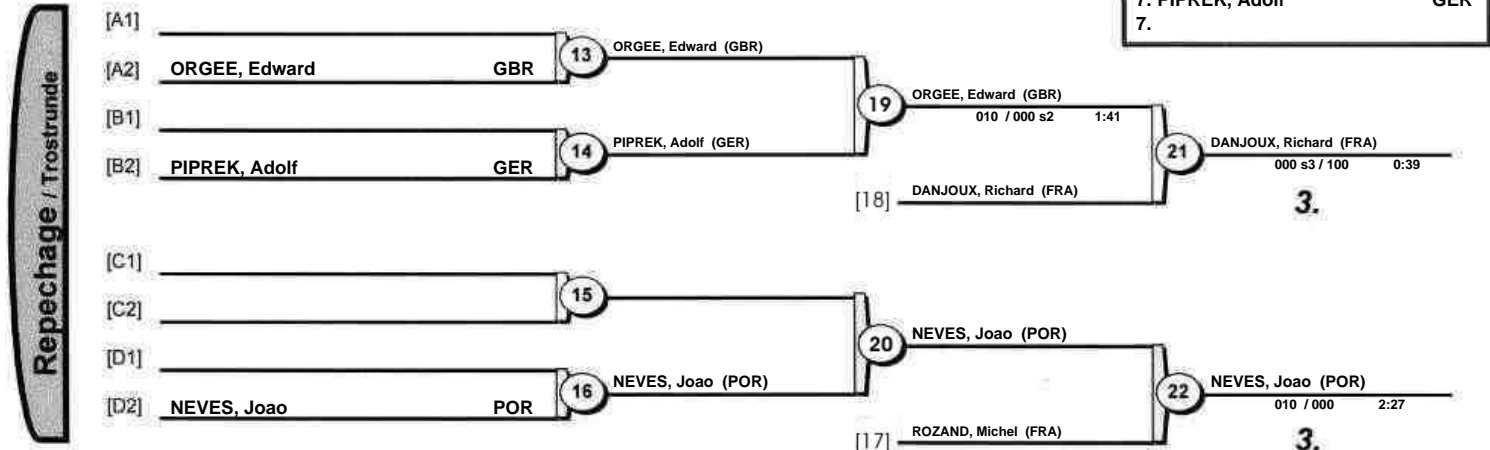 7. PIPREK, Adolf GER
7.
Repechage / Trostrunde
[A1]
[A2] ORGEE, Edward GBR
13
ORGEE, Edward (GBR)
[B1]
[B2] PIPREK, Adolf GER
14
PIPREK, Adolf (GER)
19
ORGEE, Edward (GBR)
010 / 000 s2 1:41
[18] DANJOUX, Richard (FRA)
21
DANJOUX, Richard (FRA)
000 s3 / 100 0:39
3.
[C1]
[C2]
15
[D1]
[D2] NEVES, Joao POR
16
NEVES, Joao (POR)
20
NEVES, Joao (POR)
[17] ROZAND, Michel (FRA)
22
NEVES, Joao (POR)
010 / 000 2:27
3.